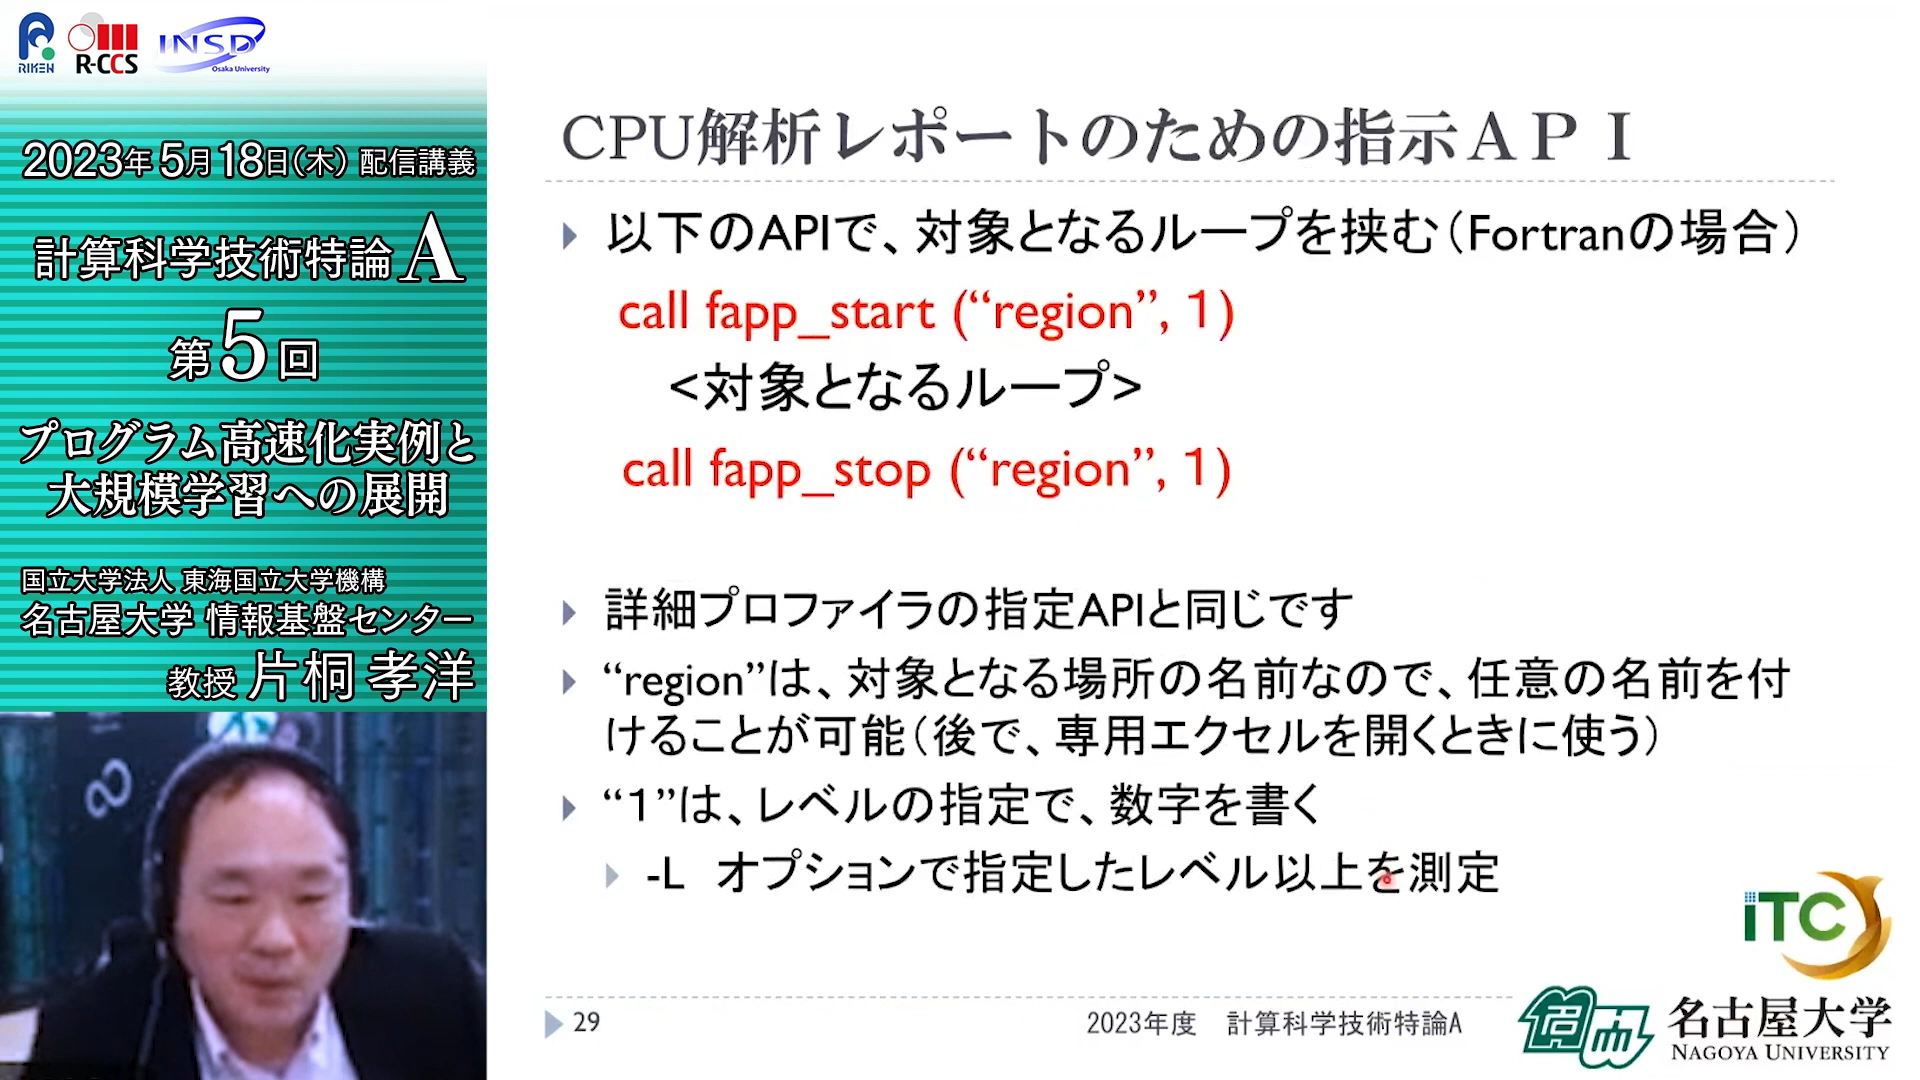 RIKEN
R-CCS
INSD
Osaka University
2023年5月18日(木) 配信講義
計算科学技術特論A
第5回
プログラム高速化実例と
大規模学習への展開
国立大学法人 東海国立大学機構
名古屋大学 情報基盤センター
教授 片桐 孝洋
CPU解析レポートのための指示ＡＰＩ
以下のAPIで、対象となるループを挟む（Fortranの場合）
call fapp_start (“region”, 1)
<対象となるループ>
call fapp_stop (“region”, 1)
詳細プロファイラの指定APIと同じです
“region”は、対象となる場所の名前なので、任意の名前を付
けることが可能（後で、専用エクセルを開くときに使う）
“1”は、レベルの指定で、数字を書く
-L オプションで指定したレベル以上を測定
29
2023年度 計算科学技術特論A
iTC
名古屋大学
NAGOYA UNIVERSITY